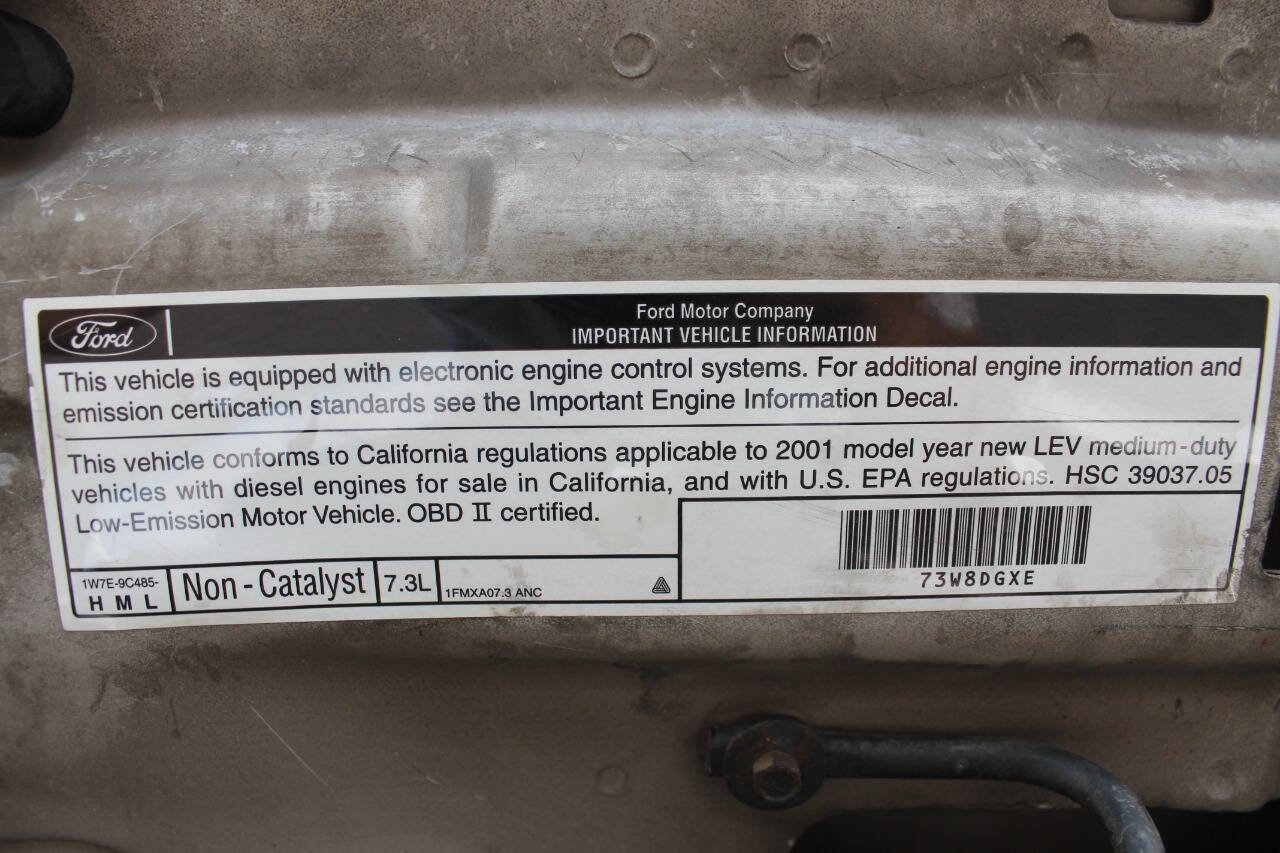 Ford
Ford Motor Company
IMPORTANT VEHICLE INFORMATION
This vehicle is equipped with electronic engine control systems. For additional engine information and
emission certification standards see the Important Engine Information Decal.
This vehicle conforms to California regulations applicable to 2001 model year new LEV medium-duty
vehicles with diesel engines for sale in California, and with U.S. EPA regulations. HSC 39037.05
Low-Emission Motor Vehicle. OBD II certified.
1W7E-9C485-
H M L
Non-Catalyst
7.3L
1FMXA07.3 ANC
73W8DGXE